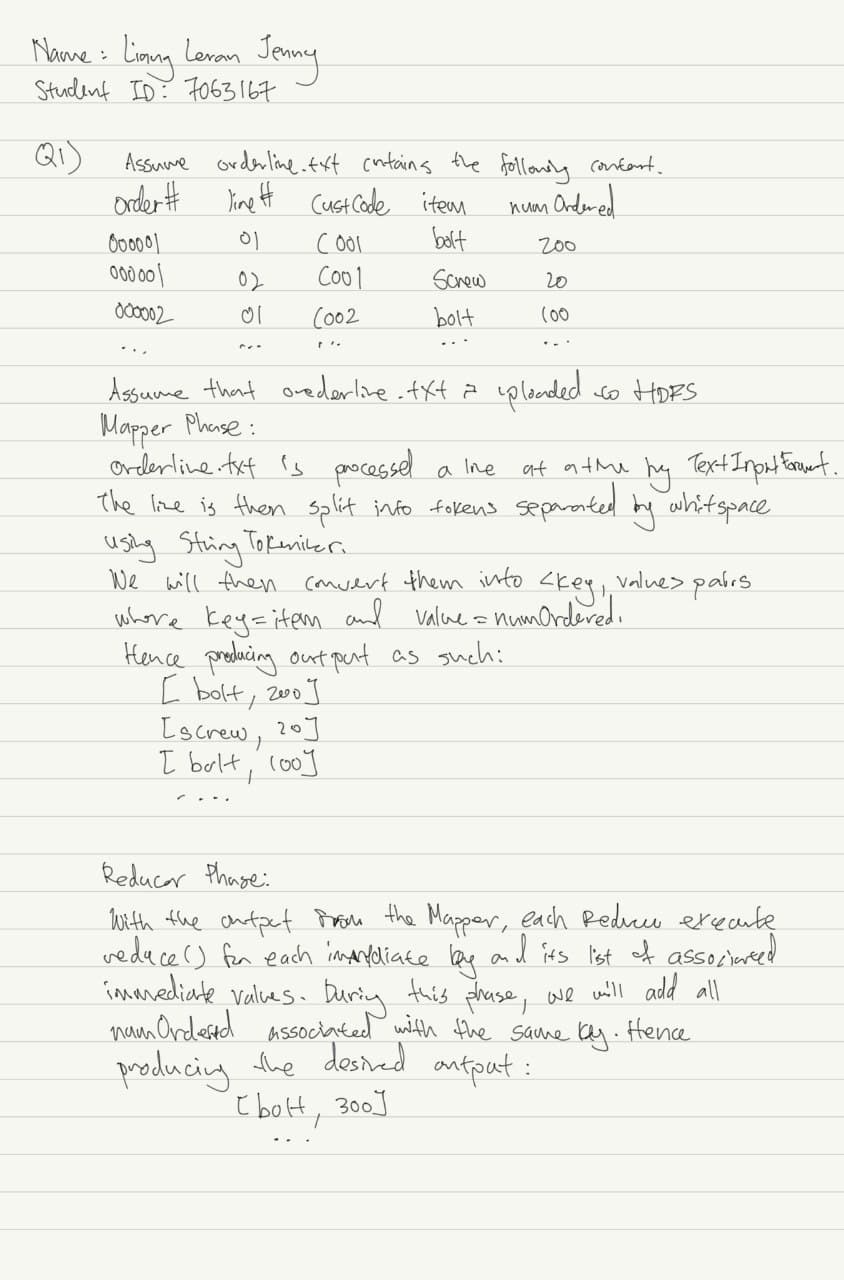 Name: Liang Leran Jenny
Student ID: 7063167
Q1) Assume orderline.txt cntains the following content.
order# line# CustCode item numOrdered
000001 01 C001 bolt 200
000001 02 C001 Screw 20
000002 01 C002 bolt 100
... ... ... ... ...
Assume that orederline.txt is uploaded to HDFS
Mapper Phase:
orderline.txt is processed a line at a time by TextInputFormat.
The line is then split into tokens separated by whitspace
using StringTokenizer.
We will then convert them into <key, value> pairs
where key=item and value=numOrdered.
Hence producing output as such:
[bolt, 200]
[screw, 20]
[bolt, 100]
....
Reducer Phase:
With the output from the Mapper, each Reducer execute
reduce() for each immediate key and its list of associated
immediate values. During this phase, we will add all
numOrdered associated with the same key. Hence
producing the desired output:
[bolt, 300]
...